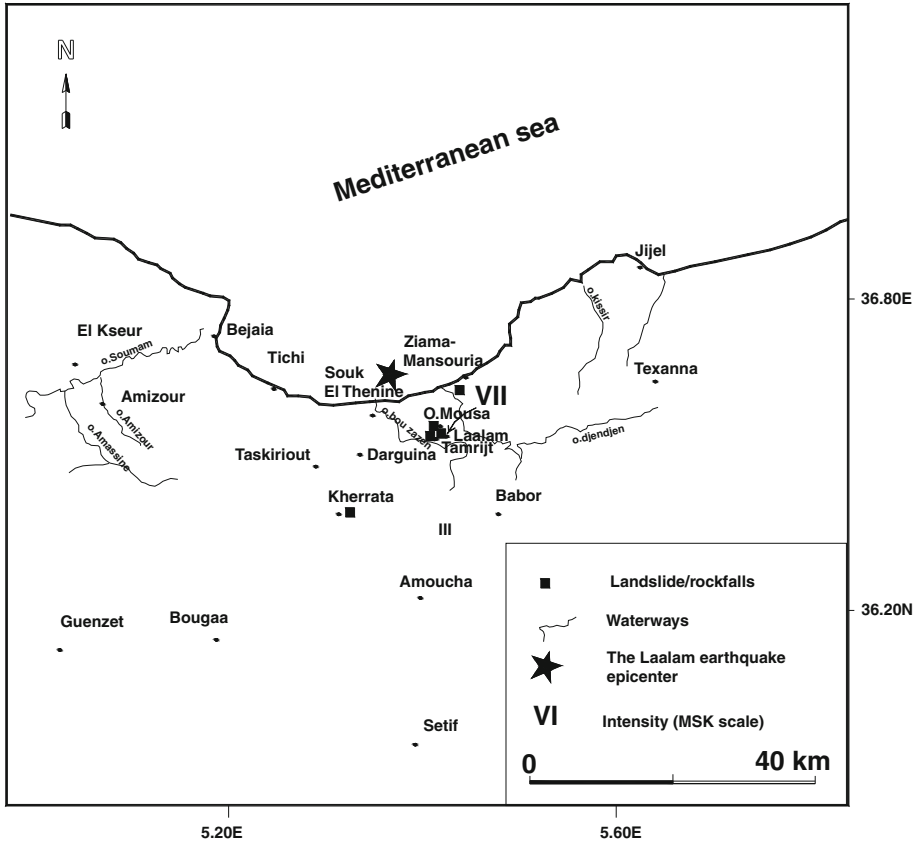 N
Mediterranean sea
Jijel
36.80E
o.kissir
El Kseur
Bejaia
o.Soumam
Ziama-
Mansouria
Tichi
Souk
El Thenine
Texanna
Amizour
VII
o.Amizour
O.Mousa
o.bou zazen
o.Amassine
Laalam
o.djendjen
Tamrijt
Taskiriout
Darguina
Kherrata
Babor
III
Amoucha
Landslide/rockfalls
36.20N
Guenzet
Bougaa
Waterways
The Laalam earthquake
epicenter
VI
Intensity (MSK scale)
Setif
0
40 km
5.20E
5.60E